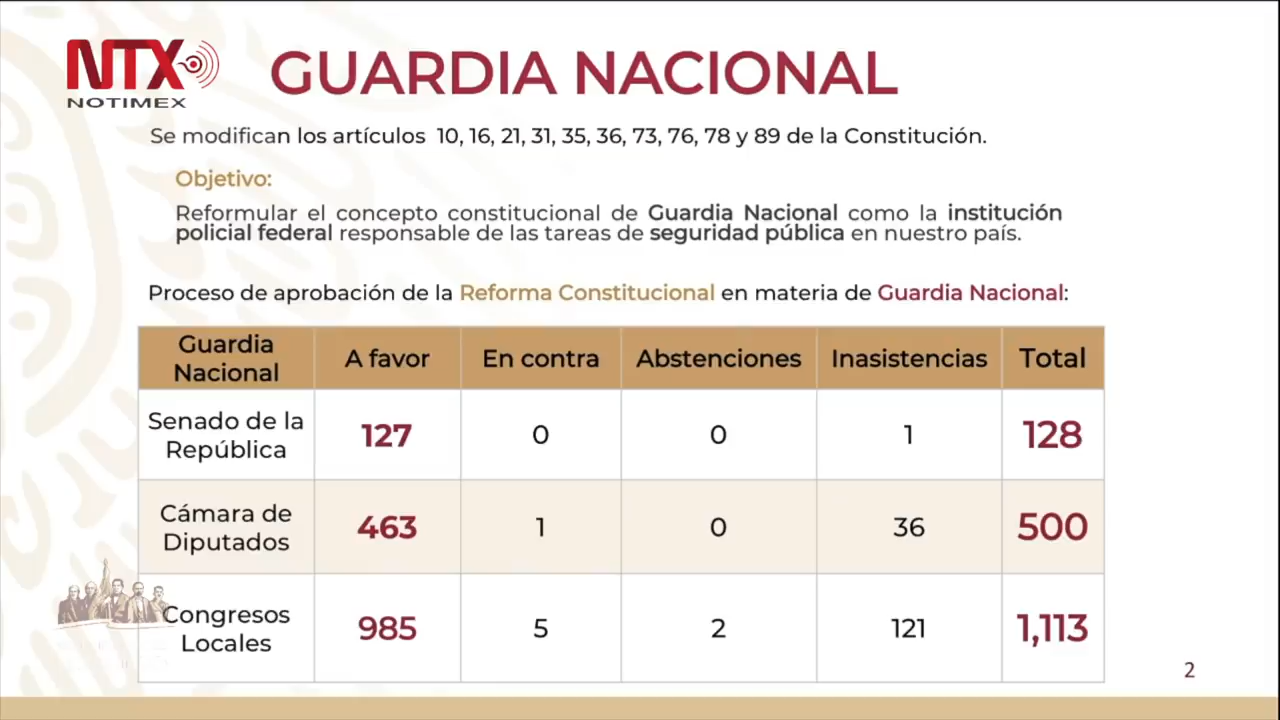 NTX
NOTIMEX
GUARDIA NACIONAL
Se modifican los artículos 10, 16, 21, 31, 35, 36, 73, 76, 78 y 89 de la Constitución.
Objetivo:
Reformular el concepto constitucional de Guardia Nacional como la institución
policial federal responsable de las tareas de seguridad pública en nuestro país.
Proceso de aprobación de la Reforma Constitucional en materia de Guardia Nacional:
Guardia
Nacional
A favor
En contra
Abstenciones
Inasistencias
Total
Senado de la
República
127
0
0
1
128
Cámara de
Diputados
463
1
0
36
500
Congresos
Locales
985
5
2
121
1,113
2